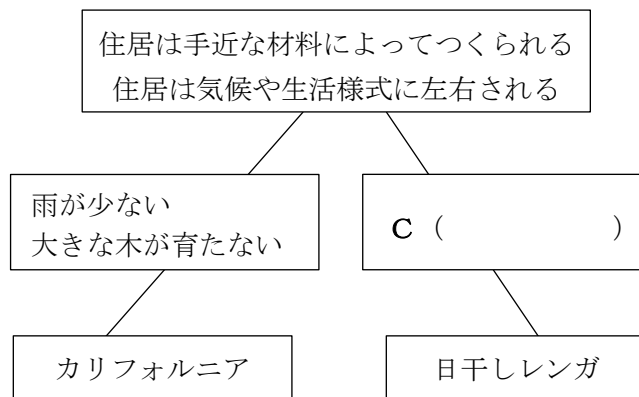 住居は手近な材料によってつくられる
住居は気候や生活様式に左右される
雨が少ない
大きな木が育たない
C ( )
カリフォルニア
日干しレンガ